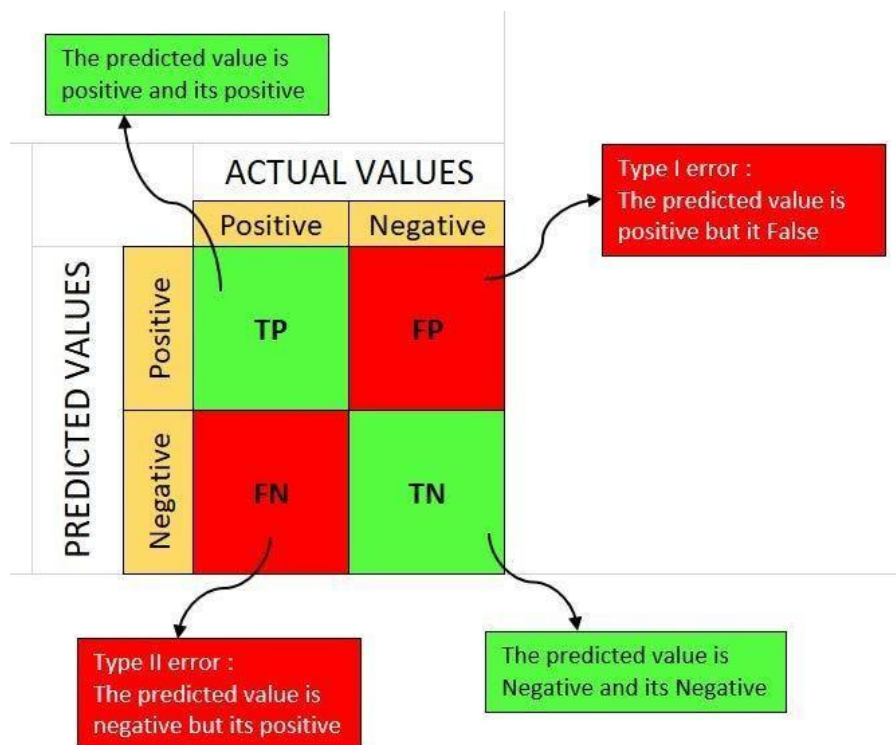 The predicted value is
positive and its positive
ACTUAL VALUES
Type I error :
The predicted value is
positive but it False
Positive
Negative
PREDICTED VALUES
Positive
TP
FP
Negative
FN
TN
Type II error :
The predicted value is
negative but its positive
The predicted value is
Negative and its Negative